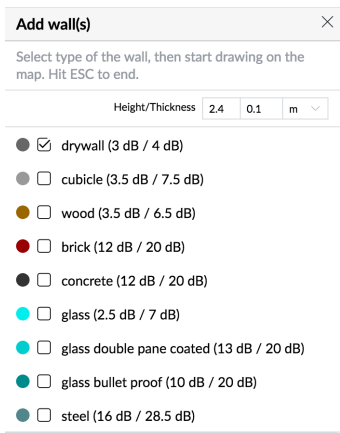 Add wall(s)
Select type of the wall, then start drawing on the
map. Hit ESC to end.
Height/Thickness 2.4 0.1 m
drywall (3 dB / 4 dB)
cubicle (3.5 dB / 7.5 dB)
wood (3.5 dB / 6.5 dB)
brick (12 dB / 20 dB)
concrete (12 dB / 20 dB)
glass (2.5 dB / 7 dB)
glass double pane coated (13 dB / 20 dB)
glass bullet proof (10 dB / 20 dB)
steel (16 dB / 28.5 dB)